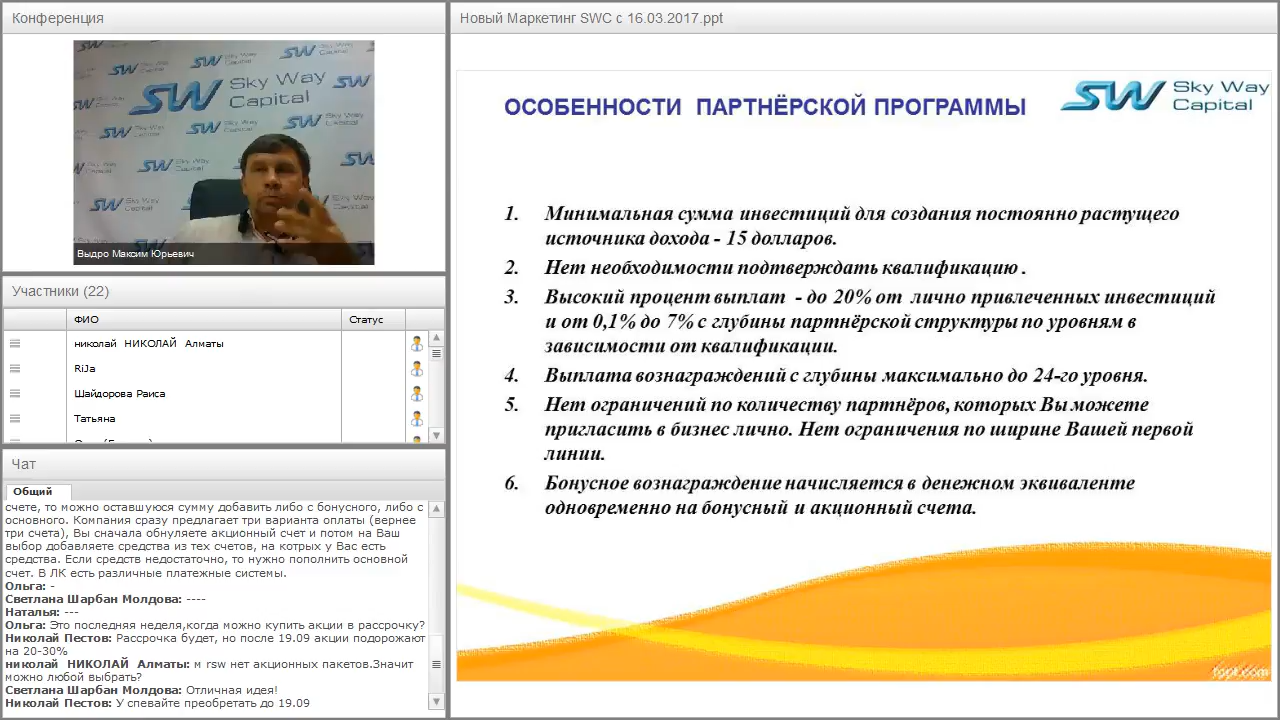 Конференция
Sky Way
Capital
SW
Выдро Максим Юрьевич
Участники (22)
ФИО
Статус
николай НИКОЛАЙ Алматы
RiJa
Шайдорова Раиса
Татьяна
Чат
Общий
счете, то можно оставшуюся сумму добавить либо с бонусного, либо с
основного. Компания сразу предлагает три варианта оплаты (вернее
три счета), Вы сначала обнуляете акционный счет и потом на Ваш
выбор добавляете средства из тех счетов, на котрых у Вас есть
средства. Если средств недостаточно, то нужно пополнить основной
счет. В ЛК есть различные платежные системы.
Ольга: -
Светлана Шарбан Молдова: ----
Наталья: ---
Ольга: Это последняя неделя,когда можно купить акции в рассрочку?
Николай Пестов: Рассрочка будет, но после 19.09 акции подорожают
на 20-30%
николай НИКОЛАЙ Алматы: м rsw нет акционных пакетов.Значит
можно любой выбрать?
Светлана Шарбан Молдова: Отличная идея!
Николай Пестов: У спевайте преобретать до 19.09
Новый Маркетинг SWC с 16.03.2017.ppt
ОСОБЕННОСТИ ПАРТНЁРСКОЙ ПРОГРАММЫ
SW Sky Way
Capital
1. Минимальная сумма инвестиций для создания постоянно растущего
источника дохода - 15 долларов.
2. Нет необходимости подтверждать квалификацию .
3. Высокий процент выплат - до 20% от лично привлеченных инвестиций
и от 0,1% до 7% с глубины партнёрской структуры по уровням в
зависимости от квалификации.
4. Выплата вознаграждений с глубины максимально до 24-го уровня.
5. Нет ограничений по количеству партнёров, которых Вы можете
пригласить в бизнес лично. Нет ограничения по ширине Вашей первой
линии.
6. Бонусное вознаграждение начисляется в денежном эквиваленте
одновременно на бонусный и акционный счета.
fppt.com